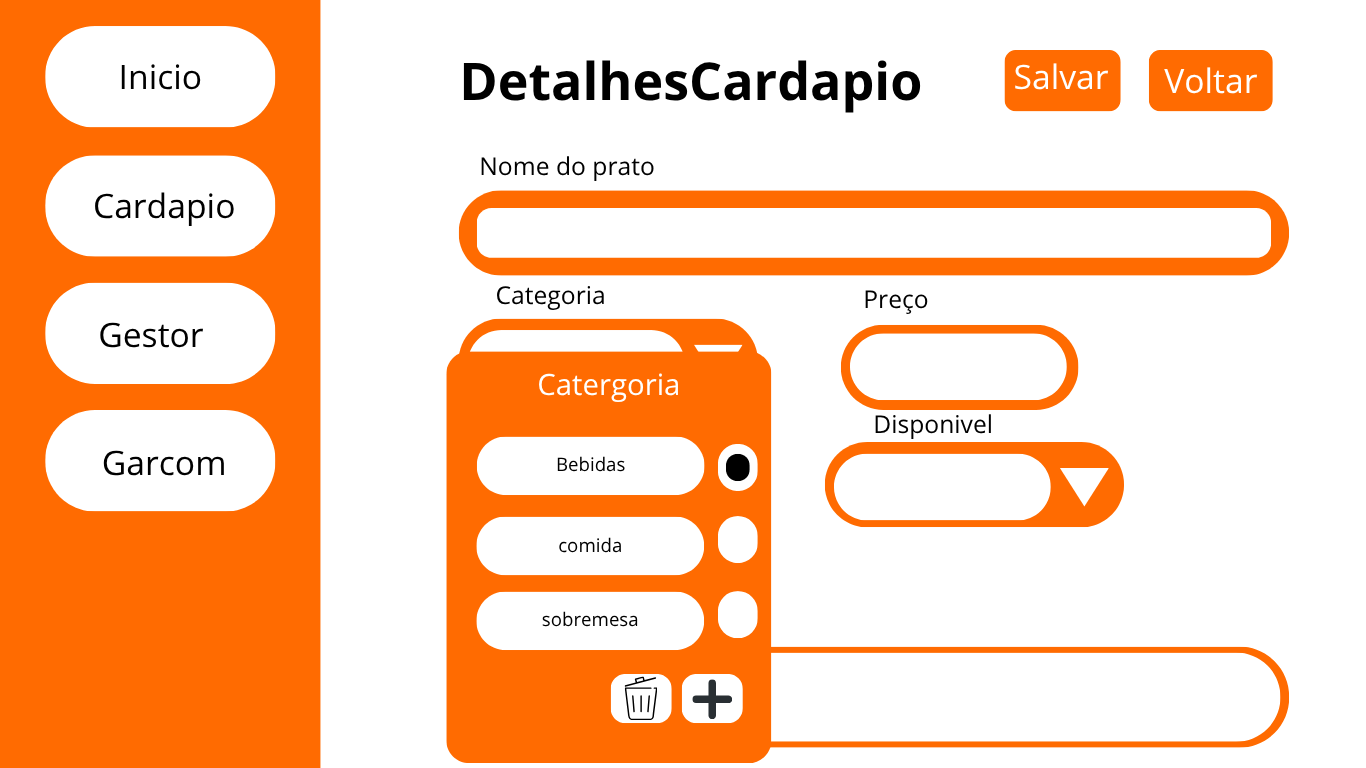 Inicio
Cardapio
Gestor
Garcom
DetalhesCardapio
Salvar
Voltar
Nome do prato
Categoria
Preço
Catergoria
Disponivel
Bebidas
comida
sobremesa